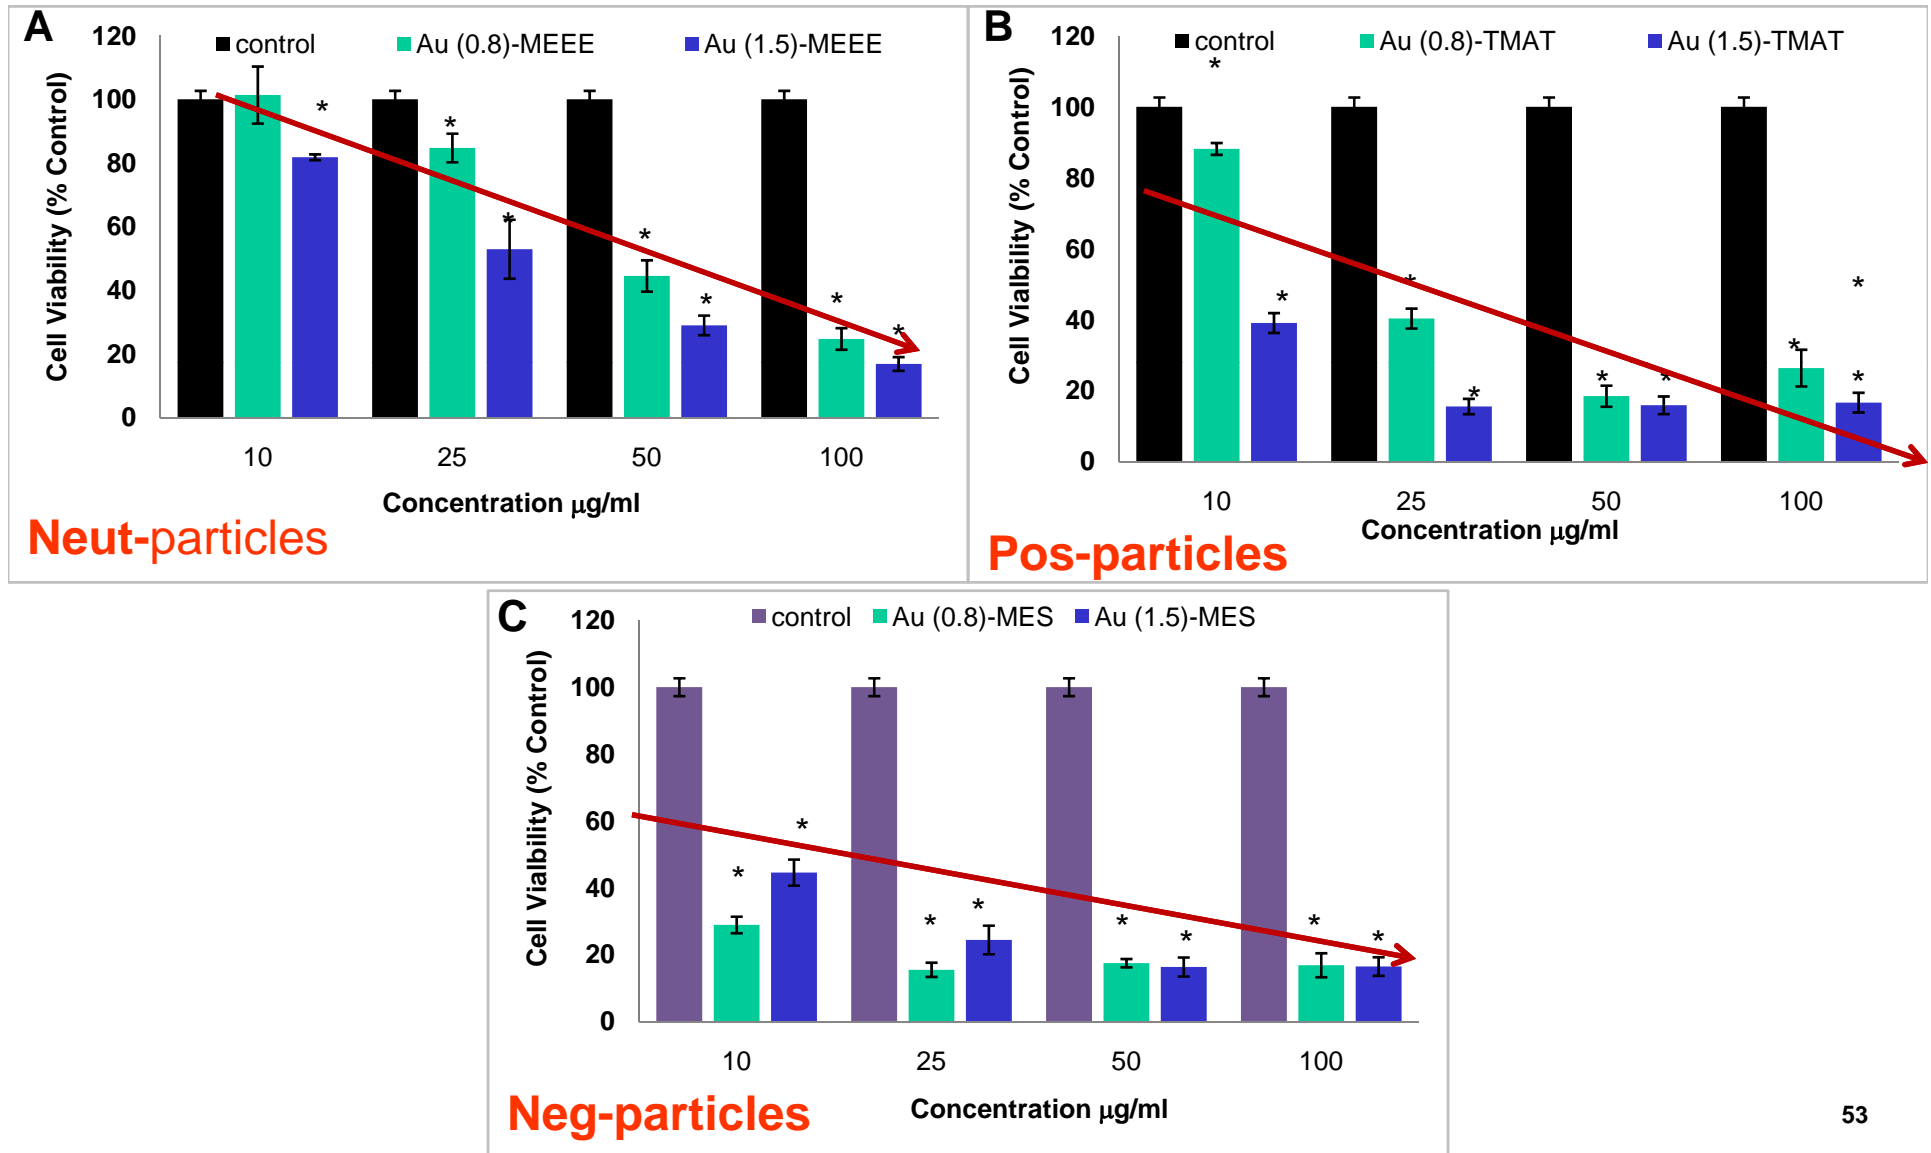 A
control Au (0.8)-MEEE Au (1.5)-MEEE
Cell Viability (% Control)
120
100
80
60
40
20
0
* * * * * * *
10 25 50 100
Concentration μg/ml
Neut-particles
B
control Au (0.8)-TMAT Au (1.5)-TMAT
Cell Vialbility (% Control)
120
100
80
60
40
20
0
* * * * * * * * *
10 25 50 100
Concentration μg/ml
Pos-particles
C
control Au (0.8)-MES Au (1.5)-MES
Cell Vialbility (% Control)
120
100
80
60
40
20
0
* * * * * * * *
10 25 50 100
Concentration μg/ml
Neg-particles
53